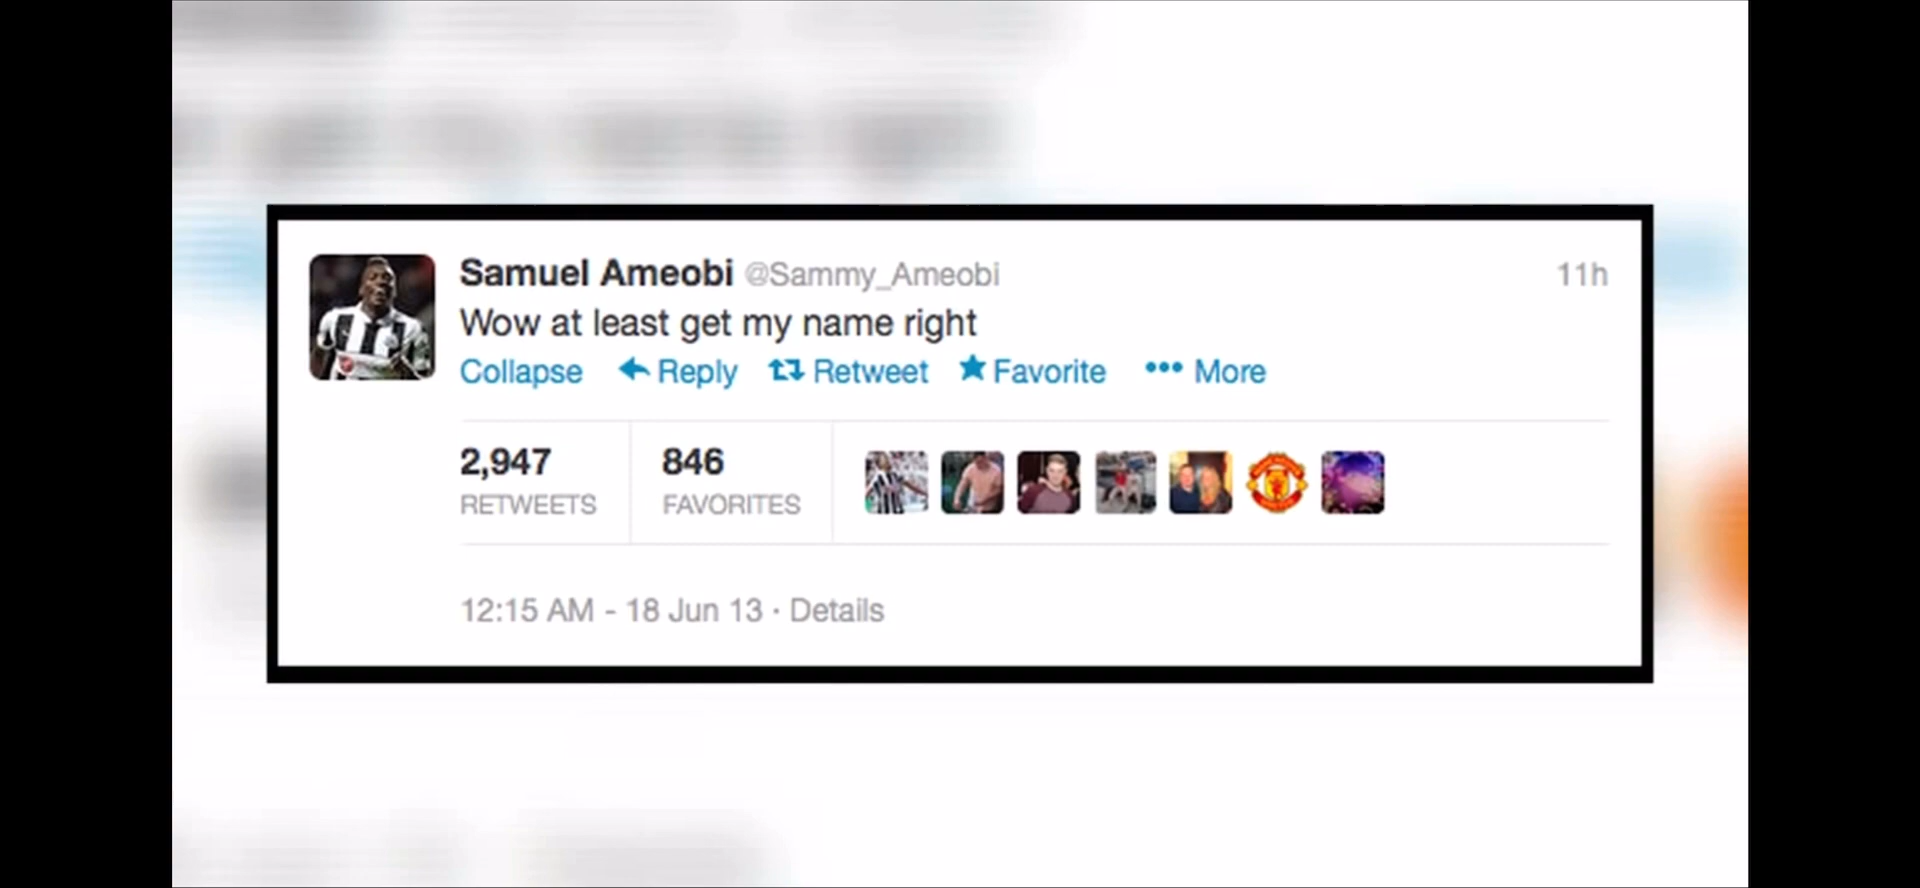 Samuel Ameobi @Sammy_Ameobi 11h
Wow at least get my name right
Collapse Reply Retweet Favorite More
2,947 846
RETWEETS FAVORITES
12:15 AM - 18 Jun 13 · Details